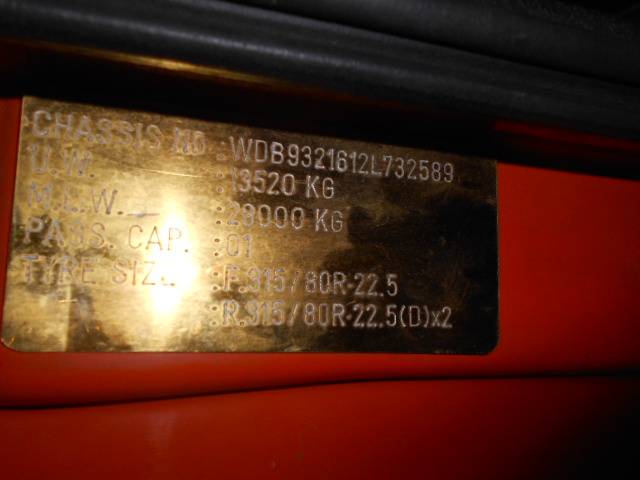 CHASSIS NO. :WDB9321612L732589
U.W. :13520 KG
M.L.W. :28000 KG
PASS. CAP. :01
TYRE SIZE :F.315/80R-22.5
:R.315/80R-22.5(D)x2